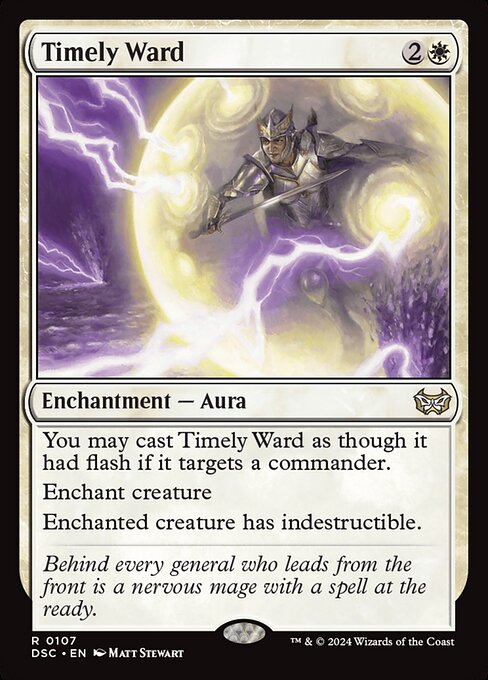 Timely Ward 2
Enchantment — Aura
You may cast Timely Ward as though it
had flash if it targets a commander.
Enchant creature
Enchanted creature has indestructible.
Behind every general who leads from the
front is a nervous mage with a spell at the
ready.
R 0107
DSC • EN Matt Stewart
™ & © 2024 Wizards of the Coast